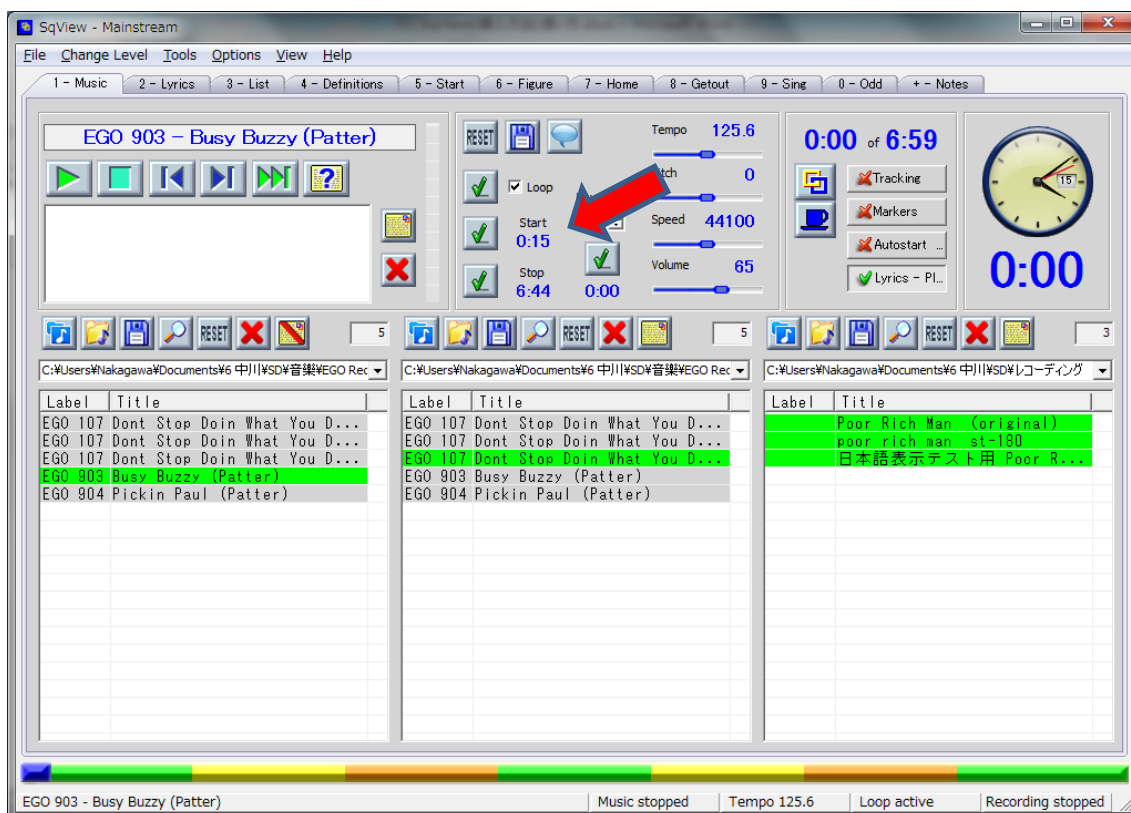 SqView - Mainstream
File Change Level Tools Options View Help
1 - Music 2 - Lyrics 3 - List 4 - Definitions 5 - Start 6 - Figure 7 - Home 8 - Getout 9 - Sing 0 - Odd + - Notes
EGO 903 - Busy Buzzy (Patter)
RESET
Tempo 125.6
0
Loop
Start
0:15
Speed 44100
Stop
6:44
0:00
Volume 65
0:00 of 6:59
Tracking
Markers
Autostart ...
Lyrics - Pl...
15
0:00
RESET 5
RESET 5
RESET 3
C:¥Users¥Nakagawa¥Documents¥6 中川¥SD¥音樂¥EGO Rec
C:¥Users¥Nakagawa¥Documents¥6 中川¥SD¥音樂¥EGO Rec
C:¥Users¥Nakagawa¥Documents¥6 中川¥SD¥レコーディング
Label Title
EGO 107 Dont Stop Doin What You D...
EGO 107 Dont Stop Doin What You D...
EGO 107 Dont Stop Doin What You D...
EGO 903 Busy Buzzy (Patter)
EGO 904 Pickin Paul (Patter)
Label Title
EGO 107 Dont Stop Doin What You D...
EGO 107 Dont Stop Doin What You D...
EGO 107 Dont Stop Doin What You D...
EGO 903 Busy Buzzy (Patter)
EGO 904 Pickin Paul (Patter)
Label Title
Poor Rich Man (original)
poor rich man st-180
日本語表示テスト用 Poor R...
EGO 903 - Busy Buzzy (Patter)
Music stopped
Tempo 125.6
Loop active
Recording stopped